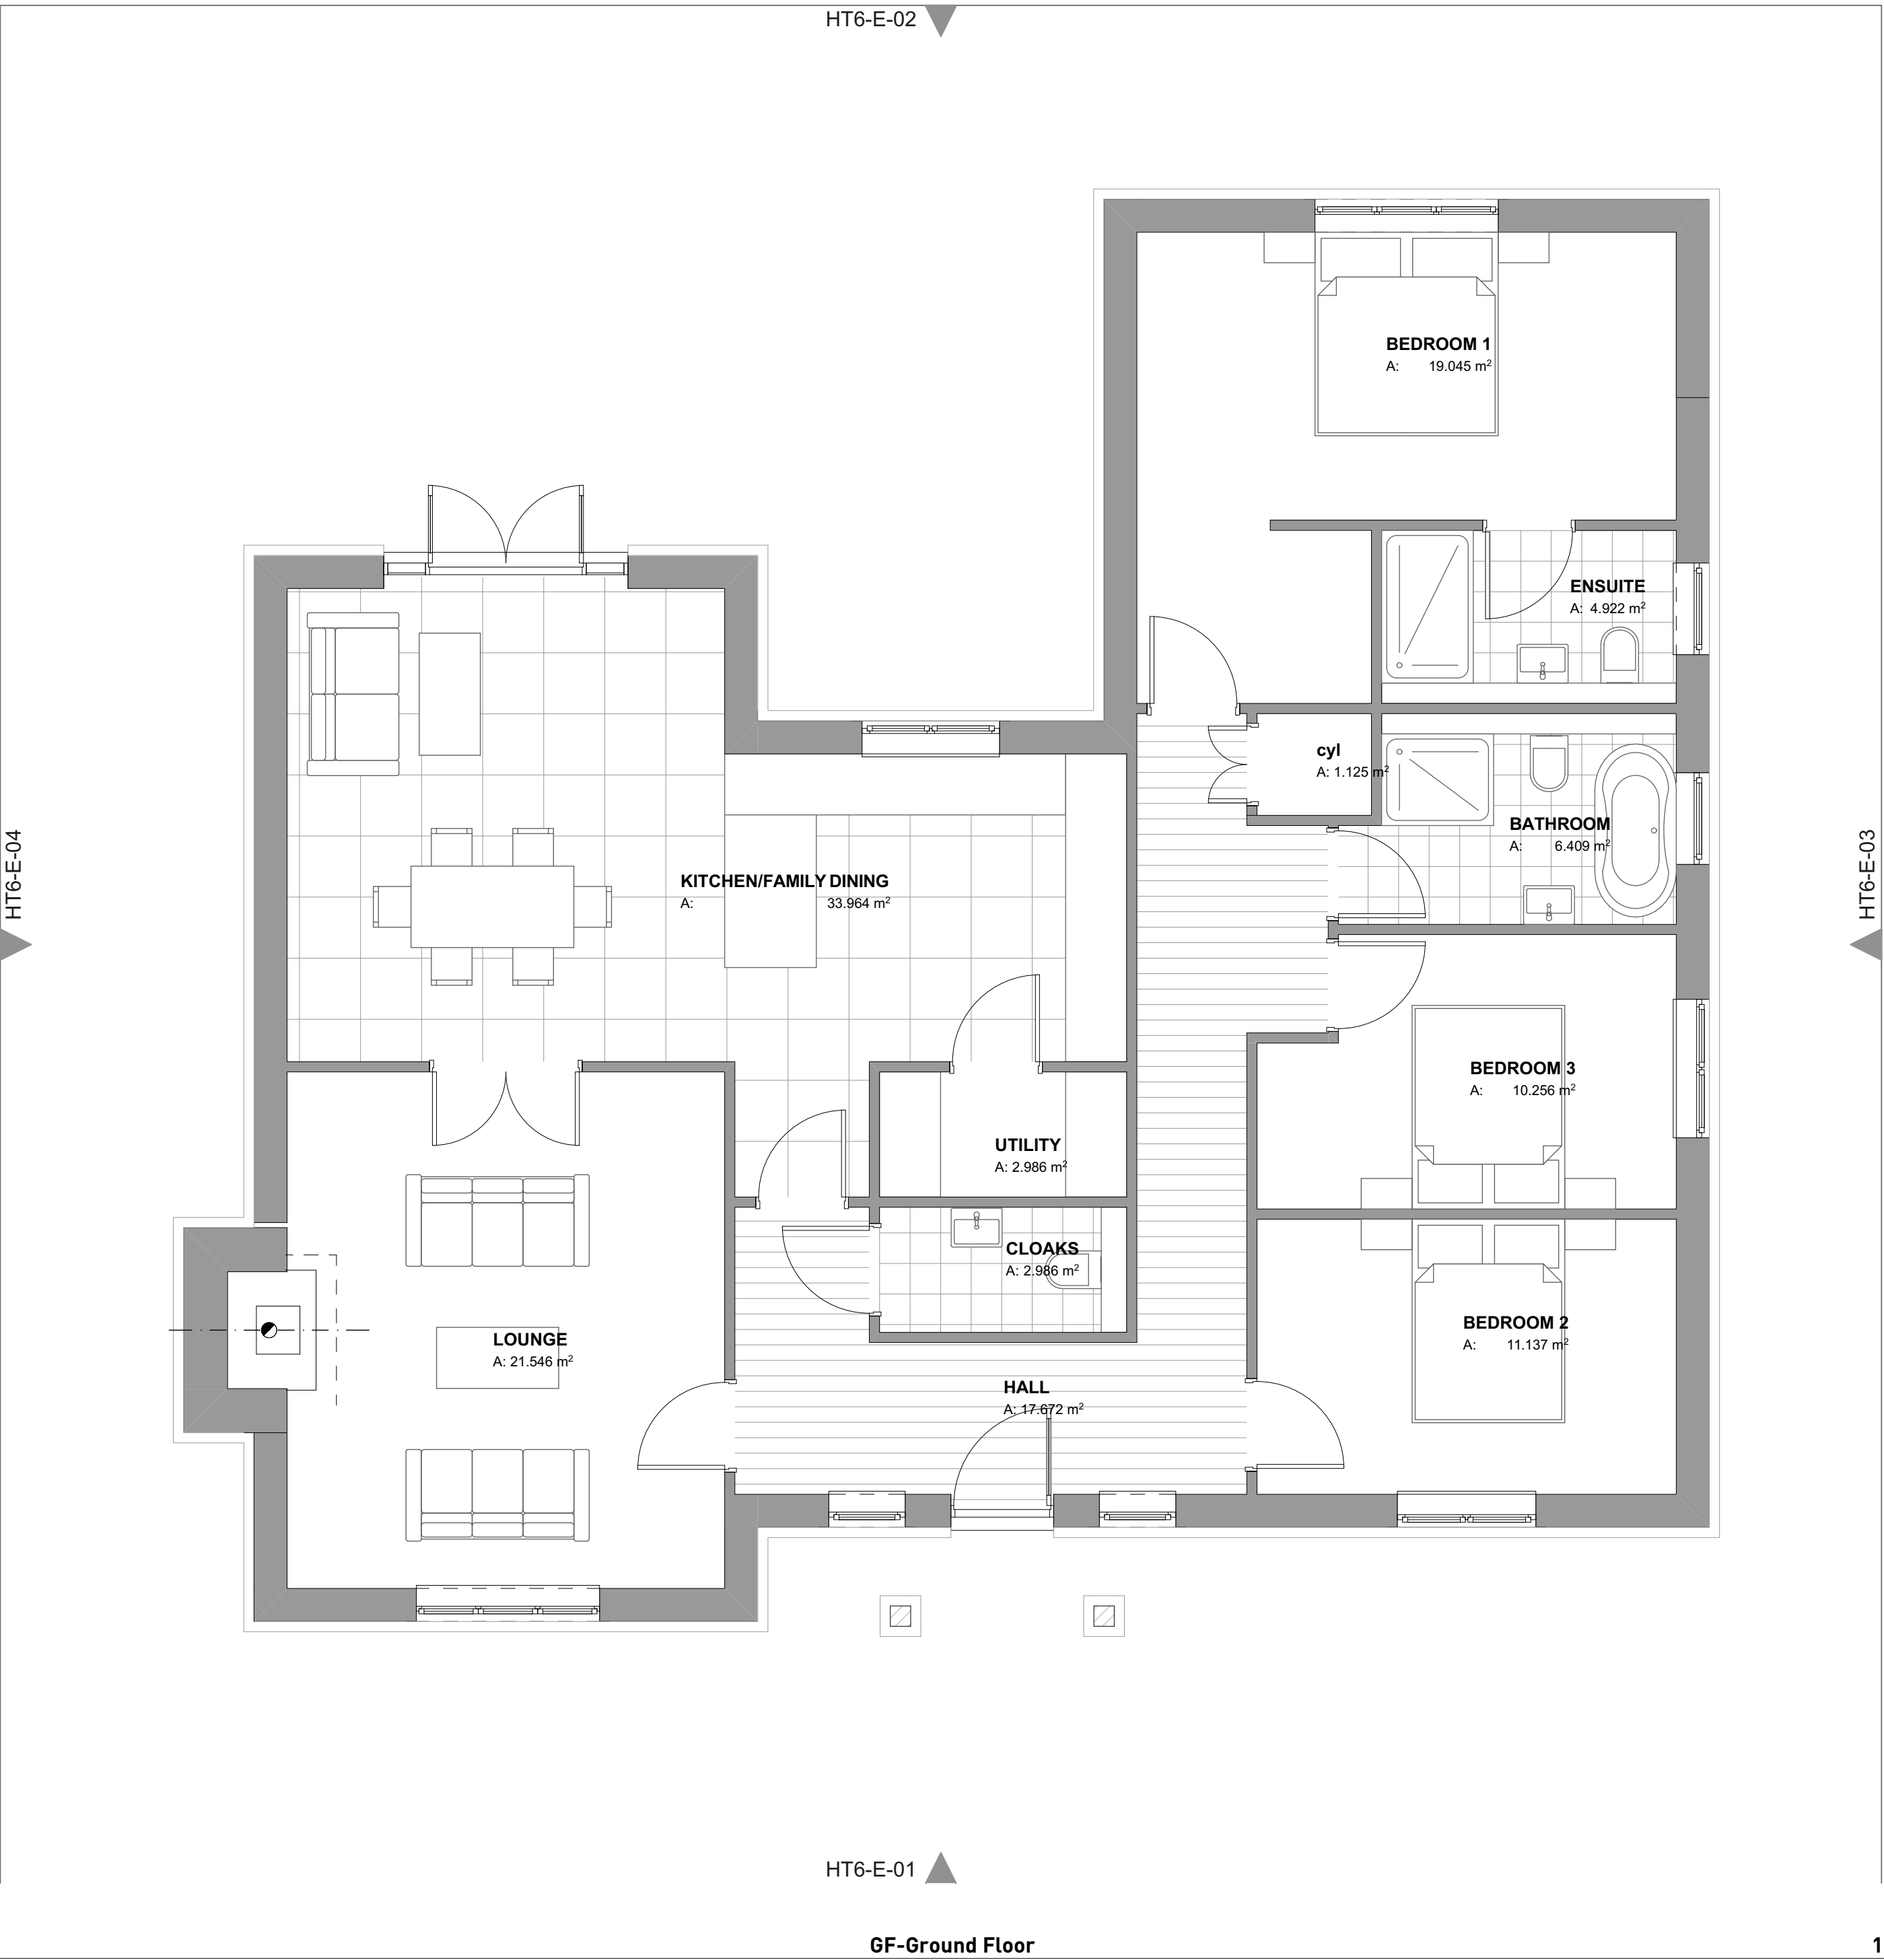 HT6-E-02
BEDROOM 1
A: 19.045 m²
ENSUITE
A: 4.922 m²
cyl
A: 1.125 m²
BATHROOM
A: 6.409 m²
HT6-E-04
HT6-E-03
KITCHEN/FAMILY DINING
A: 33.964 m²
BEDROOM 3
A: 10.256 m²
UTILITY
A: 2.986 m²
CLOAKS
A: 2.986 m²
BEDROOM 2
A: 11.137 m²
LOUNGE
A: 21.546 m²
HALL
A: 17.672 m²
HT6-E-01
GF-Ground Floor
1